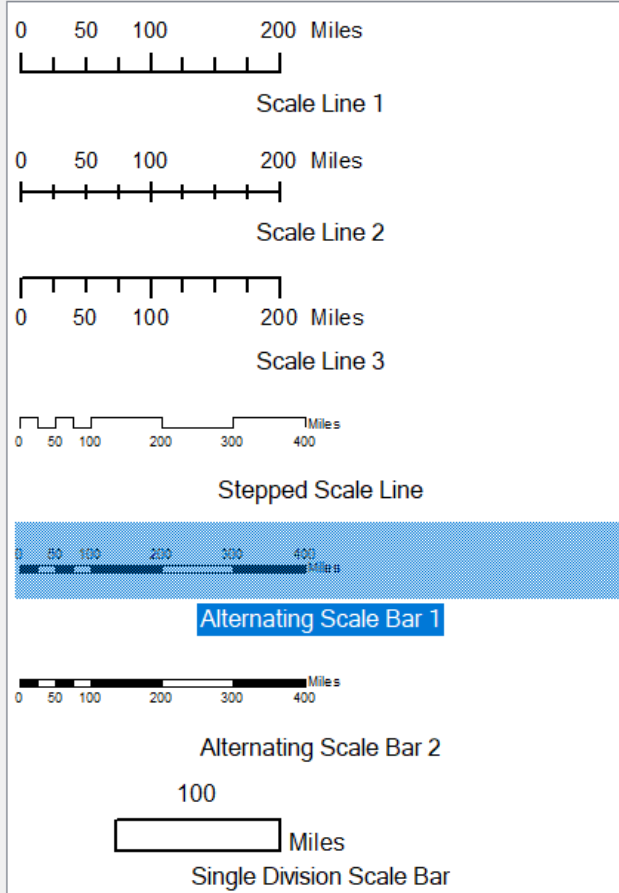 0 50 100 200 Miles
Scale Line 1
0 50 100 200 Miles
Scale Line 2
0 50 100 200 Miles
Scale Line 3
Miles
0 50 100 200 300 400
Stepped Scale Line
0 50 100 200 300 400
Miles
Alternating Scale Bar 1
Miles
0 50 100 200 300 400
Alternating Scale Bar 2
100
Miles
Single Division Scale Bar